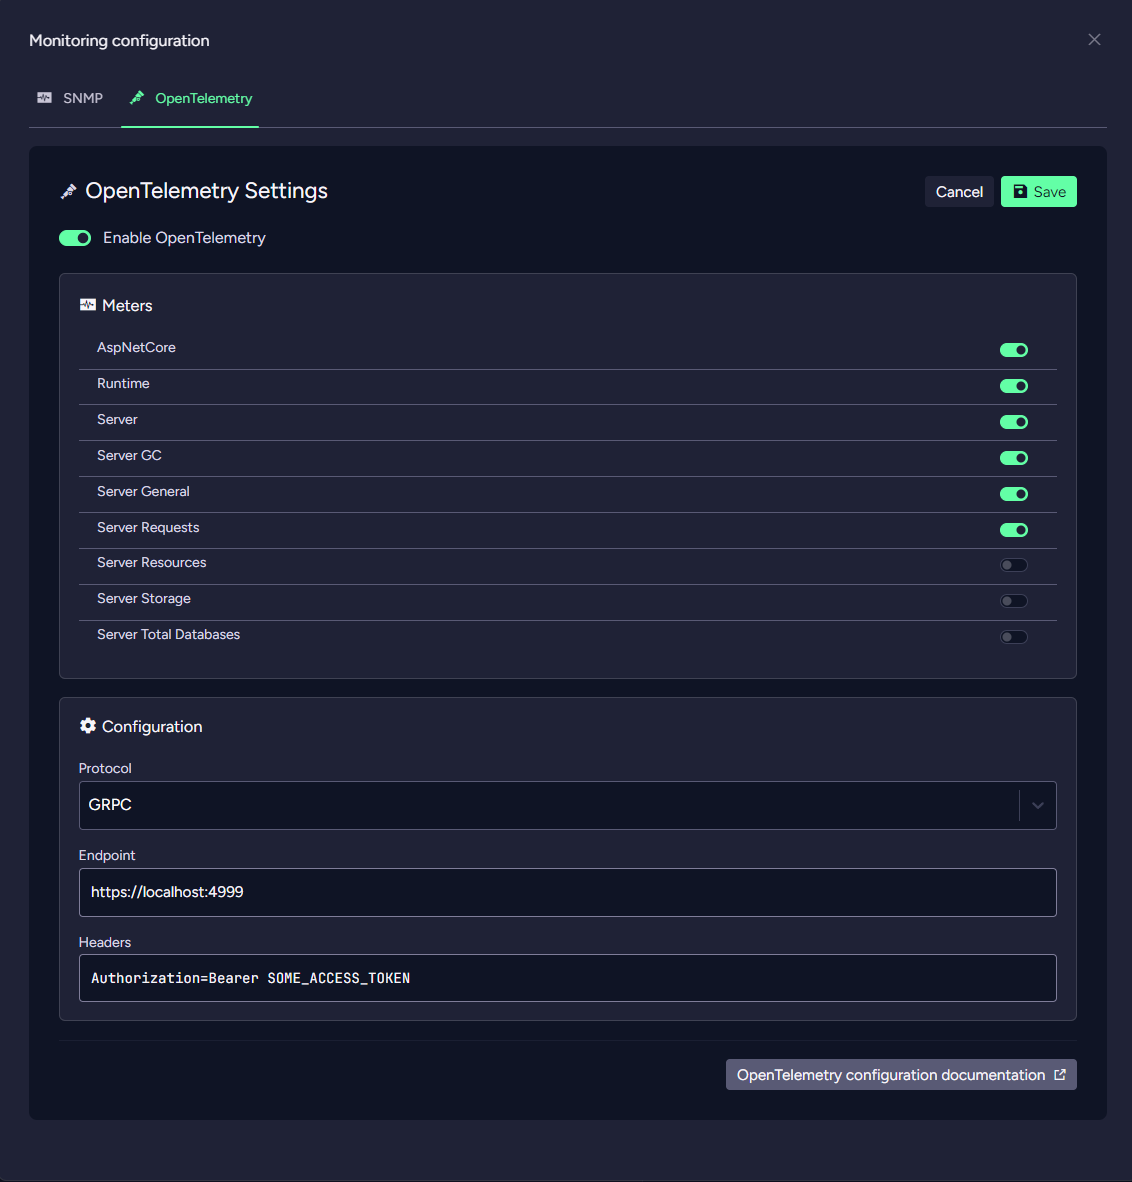 Monitoring configuration
SNMP
OpenTelemetry
OpenTelemetry Settings
Cancel
Save
Enable OpenTelemetry
Meters
AspNetCore
Runtime
Server
Server GC
Server General
Server Requests
Server Resources
Server Storage
Server Total Databases
Configuration
Protocol
GRPC
Endpoint
https://localhost:4999
Headers
Authorization=Bearer SOME_ACCESS_TOKEN
OpenTelemetry configuration documentation